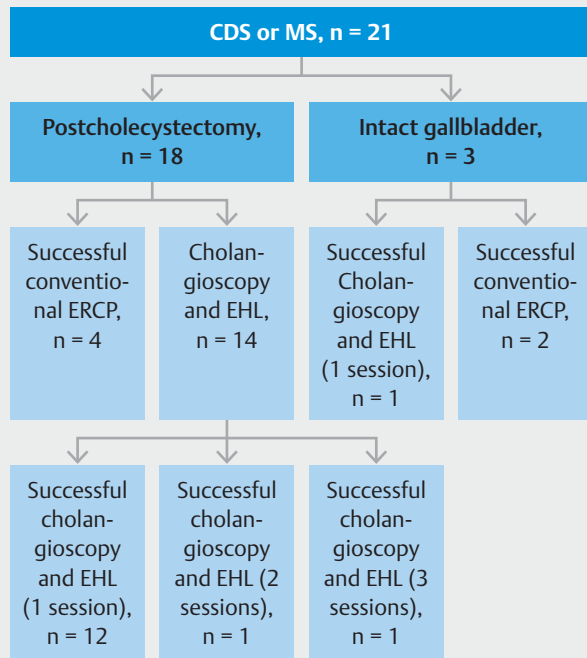 CDS or MS, n = 21
Postcholecystectomy,
n = 18
Intact gallbladder,
n = 3
Successful
conventio-
nal ERCP,
n = 4
Cholan-
gioscopy
and EHL,
n = 14
Successful
Cholan-
gioscopy
and EHL
(1 session),
n = 1
Successful
conventio-
nal ERCP,
n = 2
Successful
cholan-
gioscopy
and EHL
(1 session),
n = 12
Successful
cholan-
gioscopy
and EHL (2
sessions),
n = 1
Successful
cholan-
gioscopy
and EHL (3
sessions),
n = 1